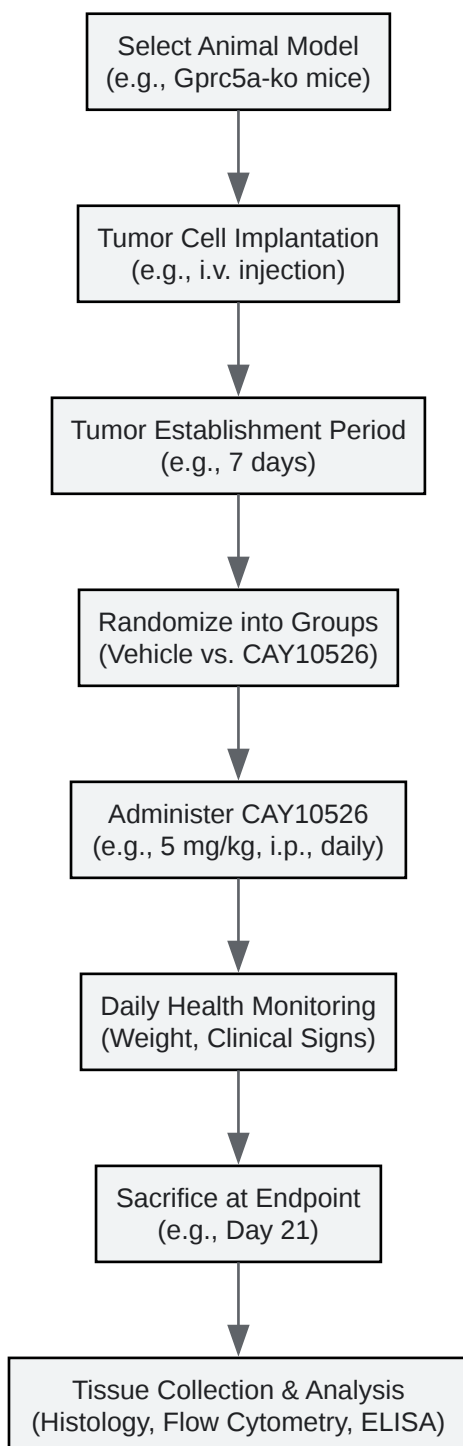 Select Animal Model
(e.g., Gprc5a-ko mice)
Tumor Cell Implantation
(e.g., i.v. injection)
Tumor Establishment Period
(e.g., 7 days)
Randomize into Groups
(Vehicle vs. CAY10526)
Administer CAY10526
(e.g., 5 mg/kg, i.p., daily)
Daily Health Monitoring
(Weight, Clinical Signs)
Sacrifice at Endpoint
(e.g., Day 21)
Tissue Collection & Analysis
(Histology, Flow Cytometry, ELISA)